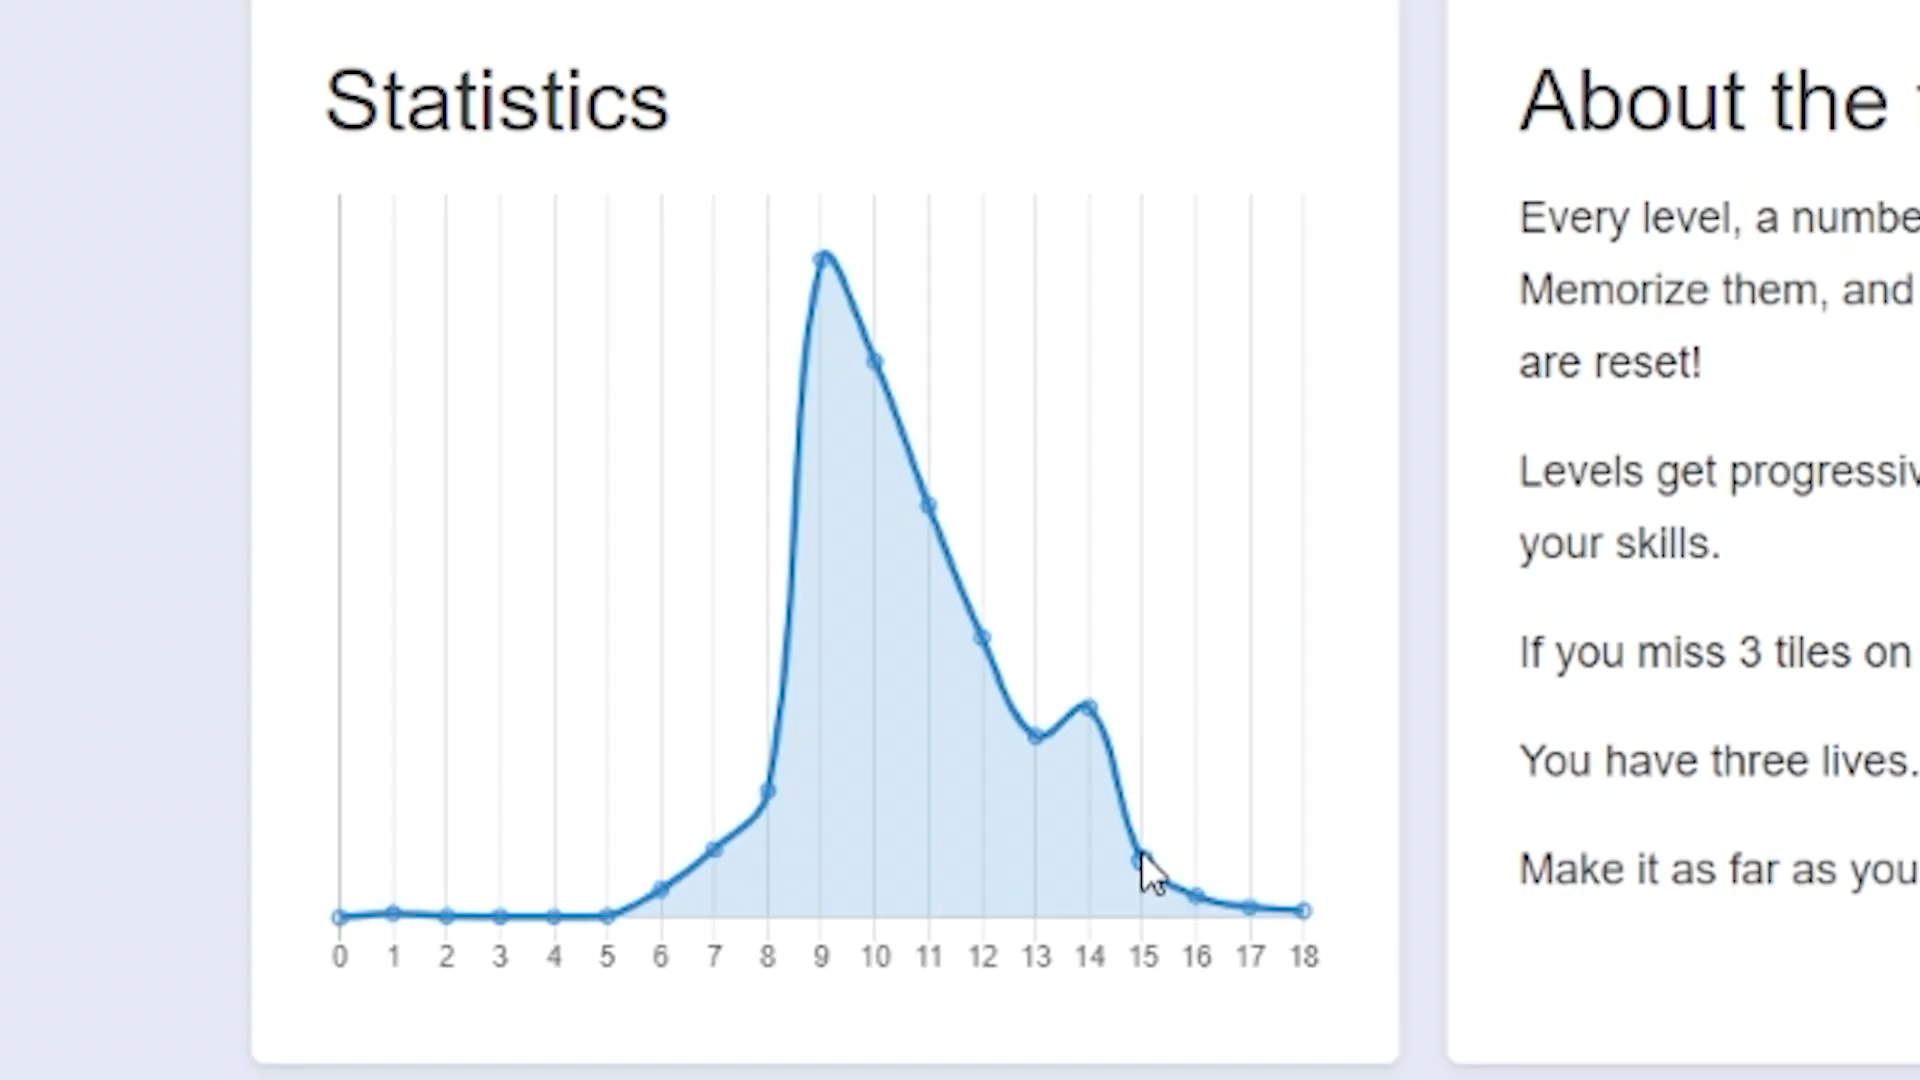 Statistics
0 1 2 3 4 5 6 7 8 9 10 11 12 13 14 15 16 17 18
About the
Every level, a
Memorize them, and
are reset!
Levels get
your skills.
If you miss 3 tiles on
You have three lives.
Make it as far as you